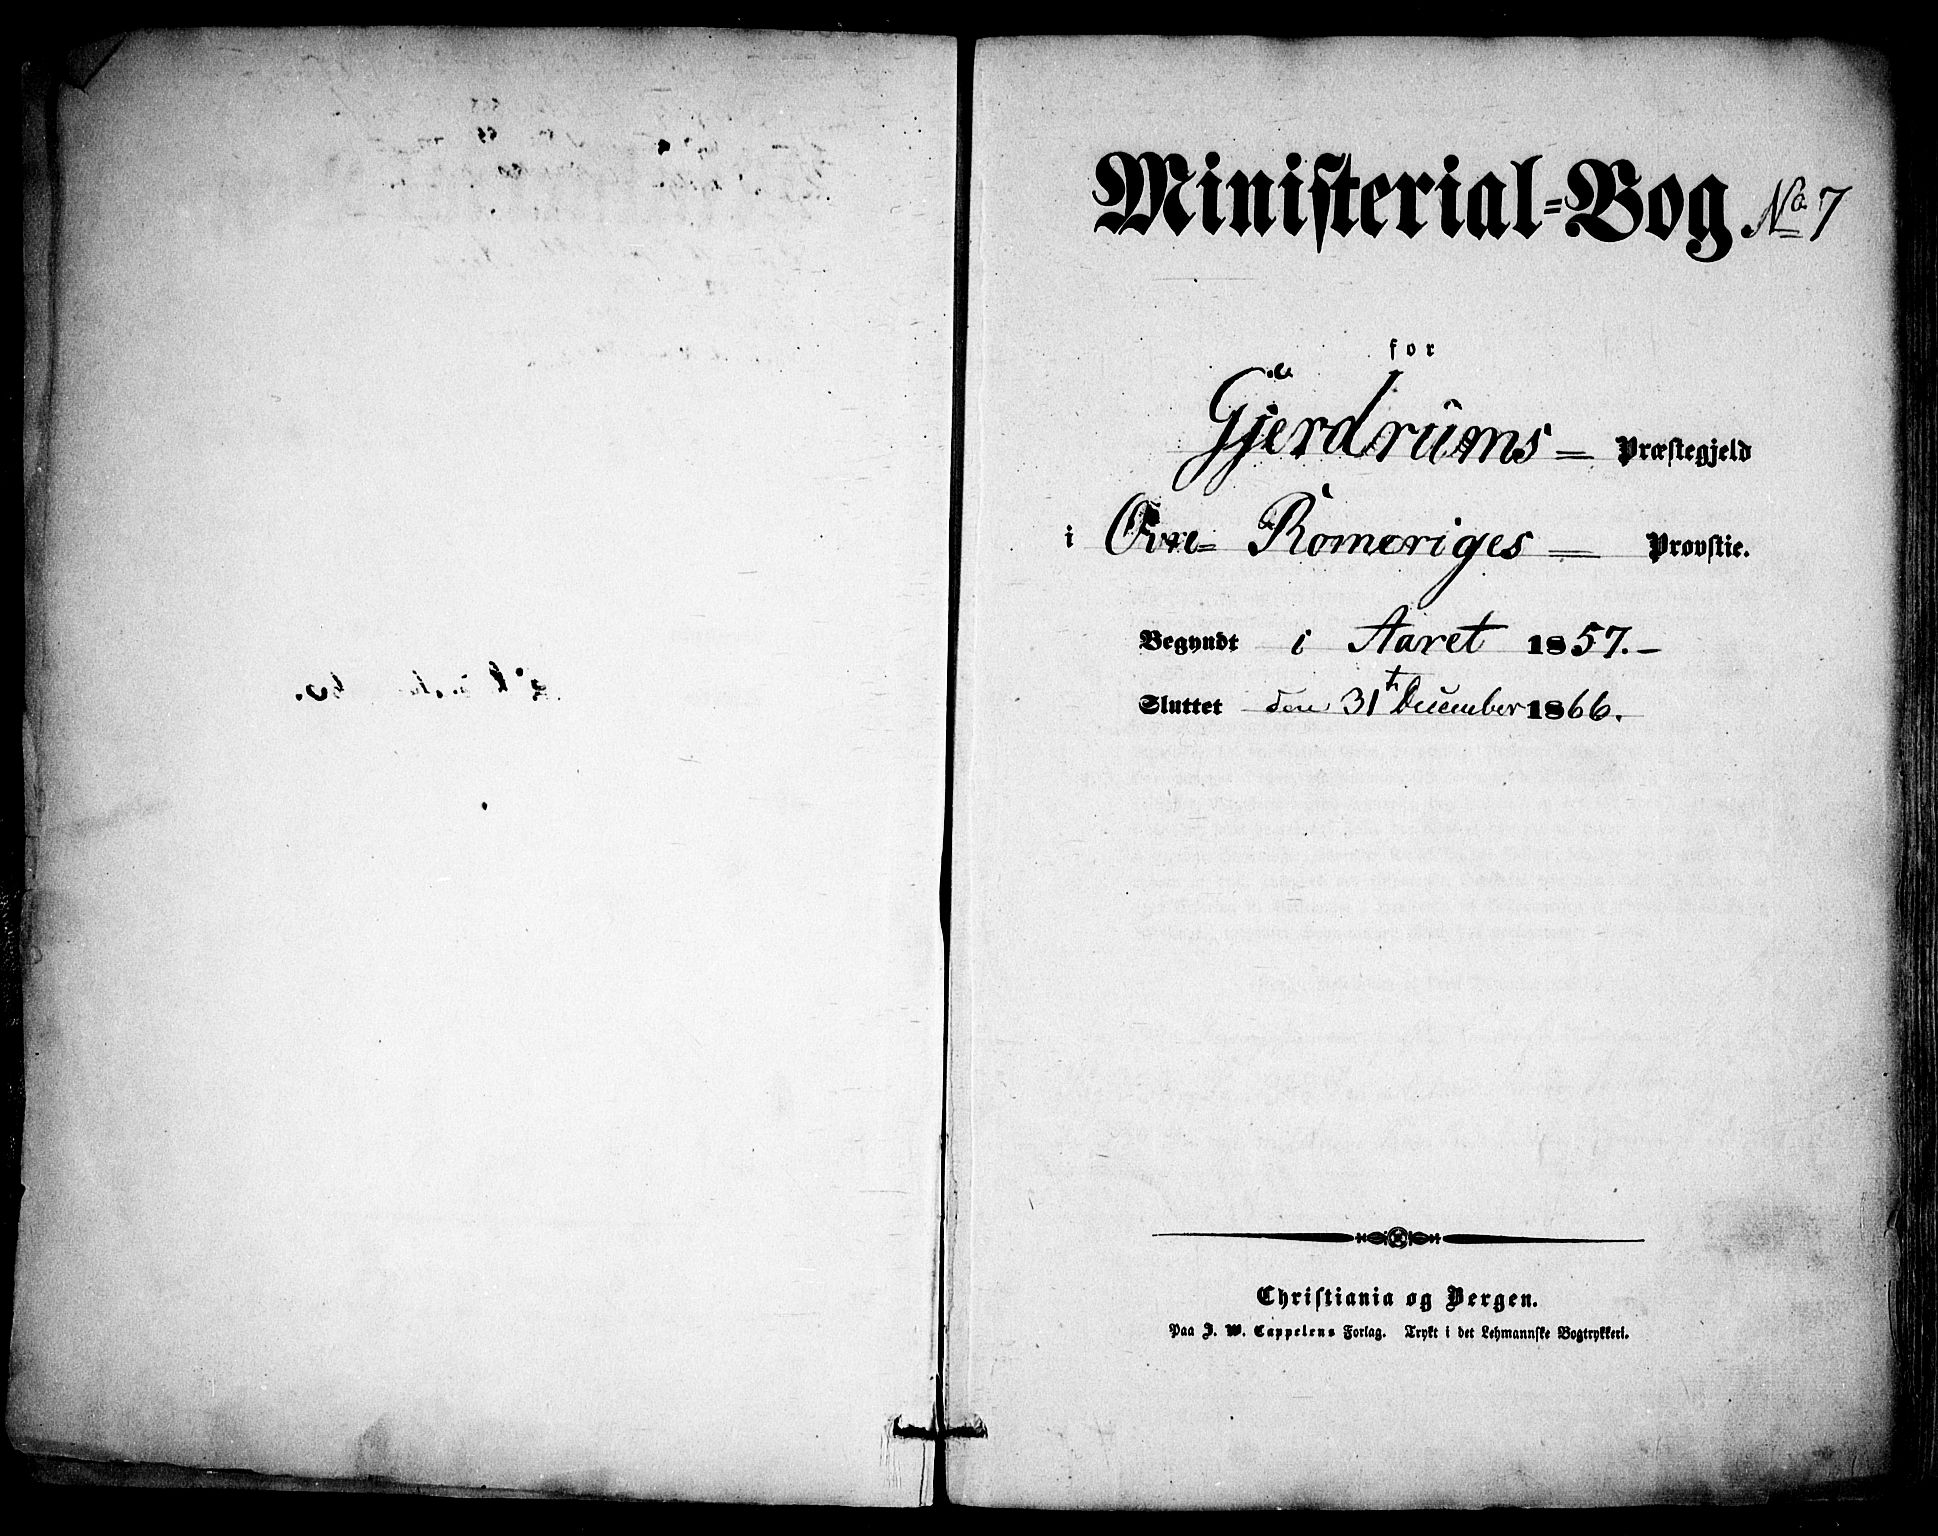 Ministerial-Bog No 7
for
Gjerdrums- Præstegjeld
i Øvre- Romeriges- Provstie.
Begyndt i Aaret 1857.-
Sluttet den 31t December 1866.
Christiania og Bergen.
Paa J. W. Cappelens Forlag. Trykt i det Lehmannske Bogtrykkeri.